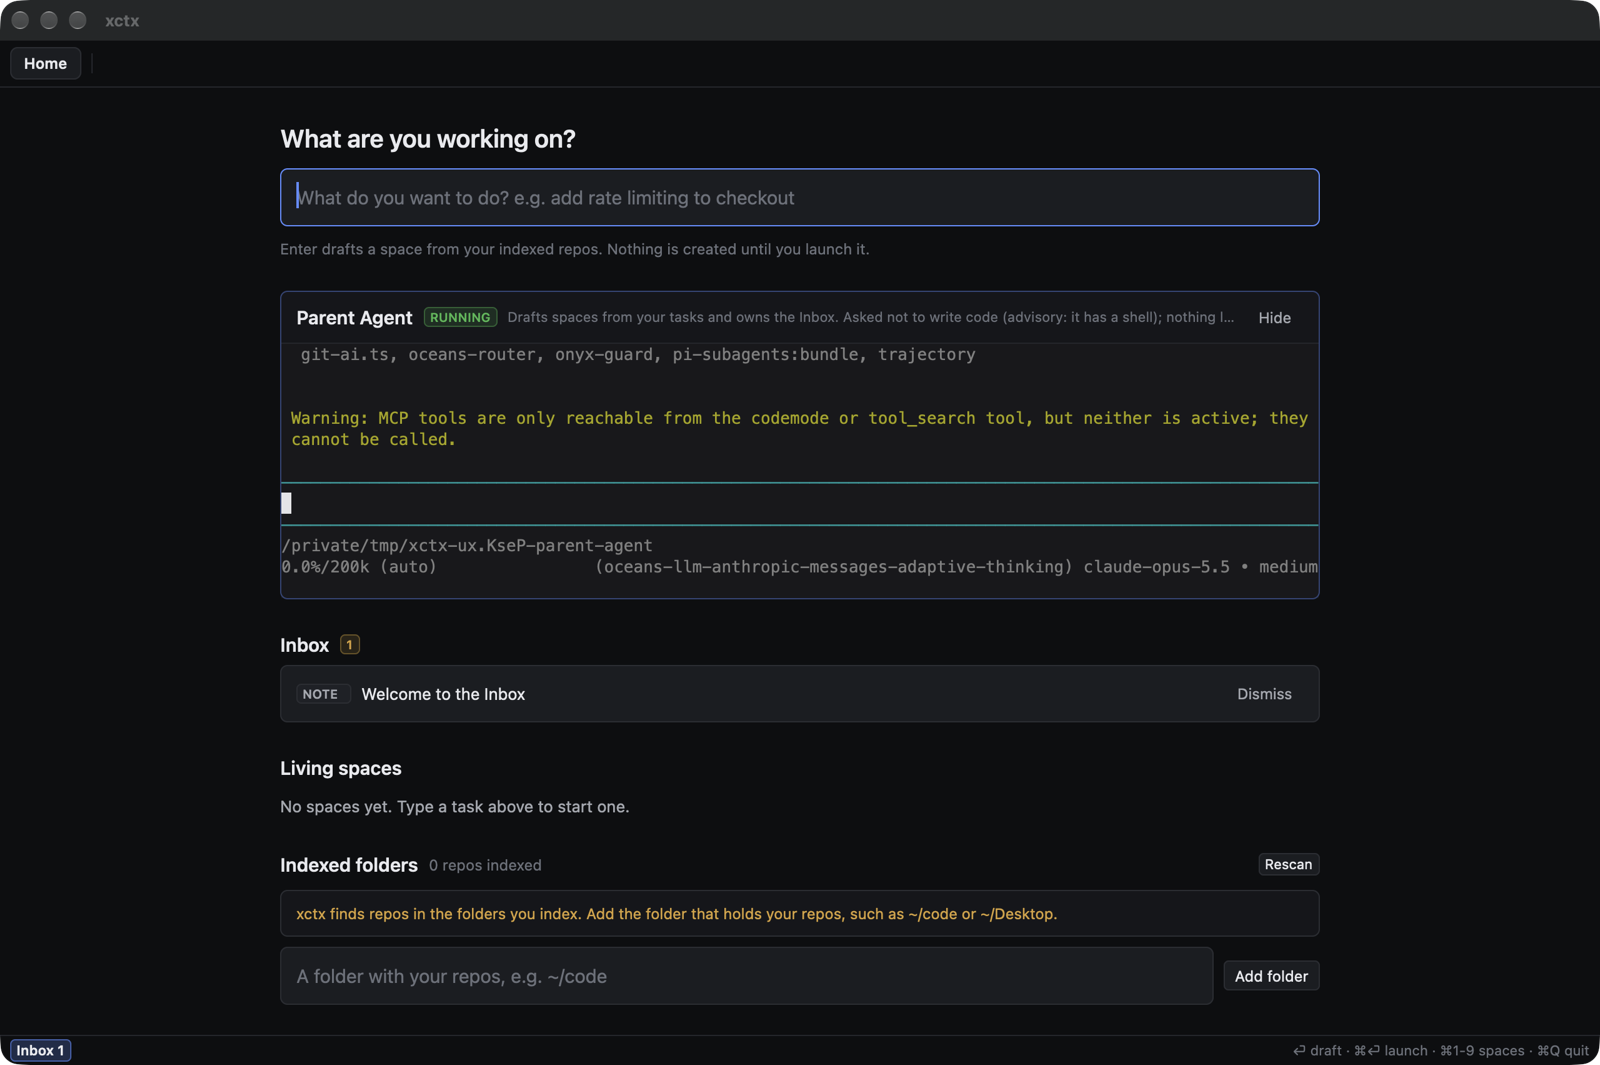 xctx
Home
What are you working on?
What do you want to do? e.g. add rate limiting to checkout
Enter drafts a space from your indexed repos. Nothing is created until you launch it.
Parent Agent RUNNING Drafts spaces from your tasks and owns the Inbox. Asked not to write code (advisory: it has a shell); nothing l... Hide
git-ai.ts, oceans-router, onyx-guard, pi-subagents:bundle, trajectory
Warning: MCP tools are only reachable from the codemode or tool_search tool, but neither is active; they
cannot be called.
/private/tmp/xctx-ux.KseP-parent-agent
0.0%/200k (auto) (oceans-llm-anthropic-messages-adaptive-thinking) claude-opus-5.5 • medium
Inbox 1
NOTE Welcome to the Inbox Dismiss
Living spaces
No spaces yet. Type a task above to start one.
Indexed folders 0 repos indexed Rescan
xctx finds repos in the folders you index. Add the folder that holds your repos, such as ~/code or ~/Desktop.
A folder with your repos, e.g. ~/code Add folder
Inbox 1 ⏎ draft · ⌘⏎ launch · ⌘1-9 spaces · ⌘Q quit